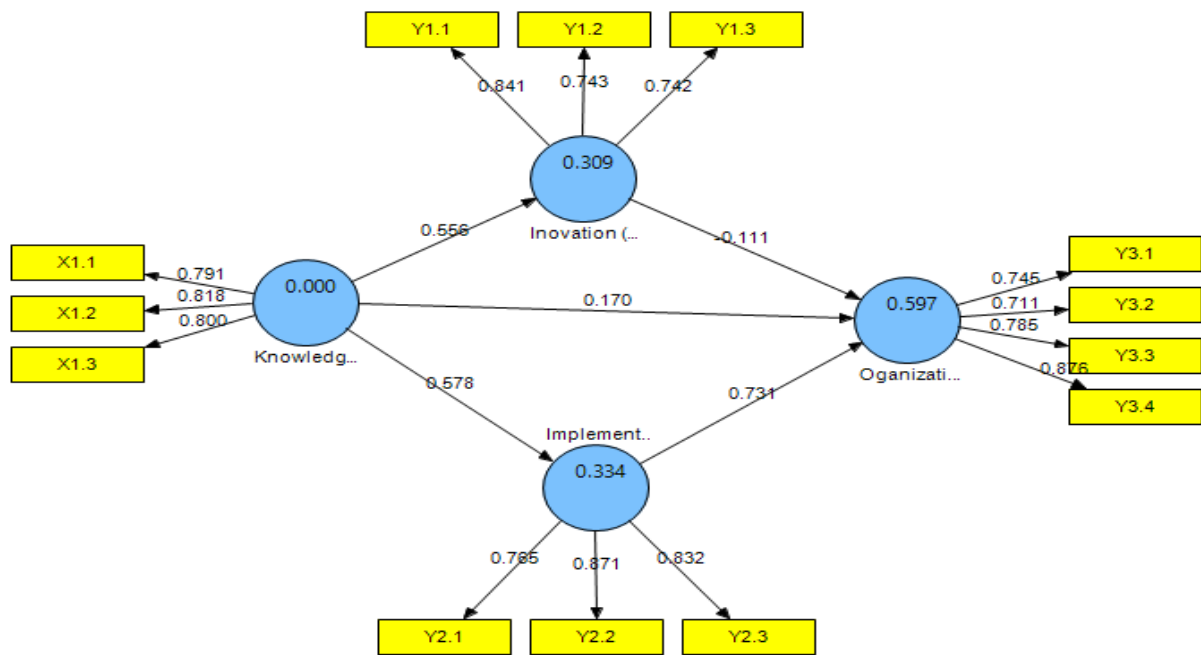 Y1.1
Y1.2
Y1.3
0.841
0.743
0.742
0.309
Inovation (...
0.556
-0.111
X1.1
X1.2
X1.3
0.791
0.818
0.800
0.000
Knowledg...
0.170
0.597
Oganizati...
0.745
0.711
0.785
0.876
Y3.1
Y3.2
Y3.3
Y3.4
0.578
0.731
Implement..
0.334
0.765
0.871
0.832
Y2.1
Y2.2
Y2.3